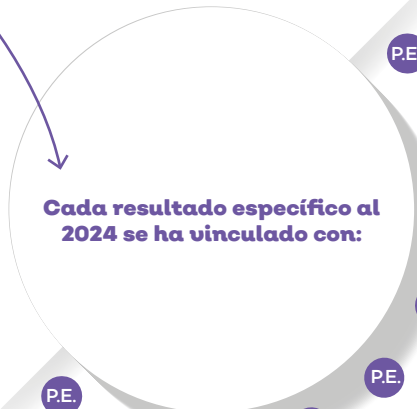 P.E
Cada resultado específico al
2024 se ha vinculado con:
P.E.
P.E.